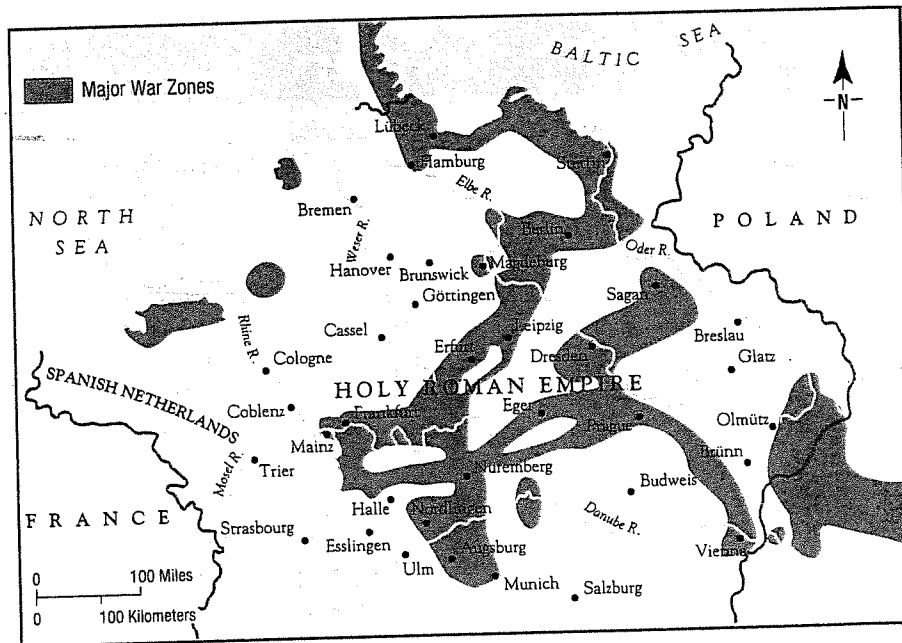 BALTIC SEA
Major War Zones
N
Lübeck
Hamburg
Stettin
Elbe R.
Bremen
NORTH
SEA
Weser R.
POLAND
Berlin
Oder R.
Hanover
Brunswick
Magdeburg
Göttingen
Sagan
Rhine R.
Cassel
Leipzig
Breslau
Erfurt
Dresden
Cologne
Glatz
HOLY ROMAN EMPIRE
SPANISH NETHERLANDS
Coblenz
Frankfort
Eger
Prague
Olmütz
Mainz
Brünn
Mosel R.
Trier
Nüremberg
Budweis
Halle
Nordlingen
Danube R.
FRANCE
Strasbourg
Esslingen
Vienna
Ulm
Augsburg
0 100 Miles
Munich
Salzburg
0 100 Kilometers